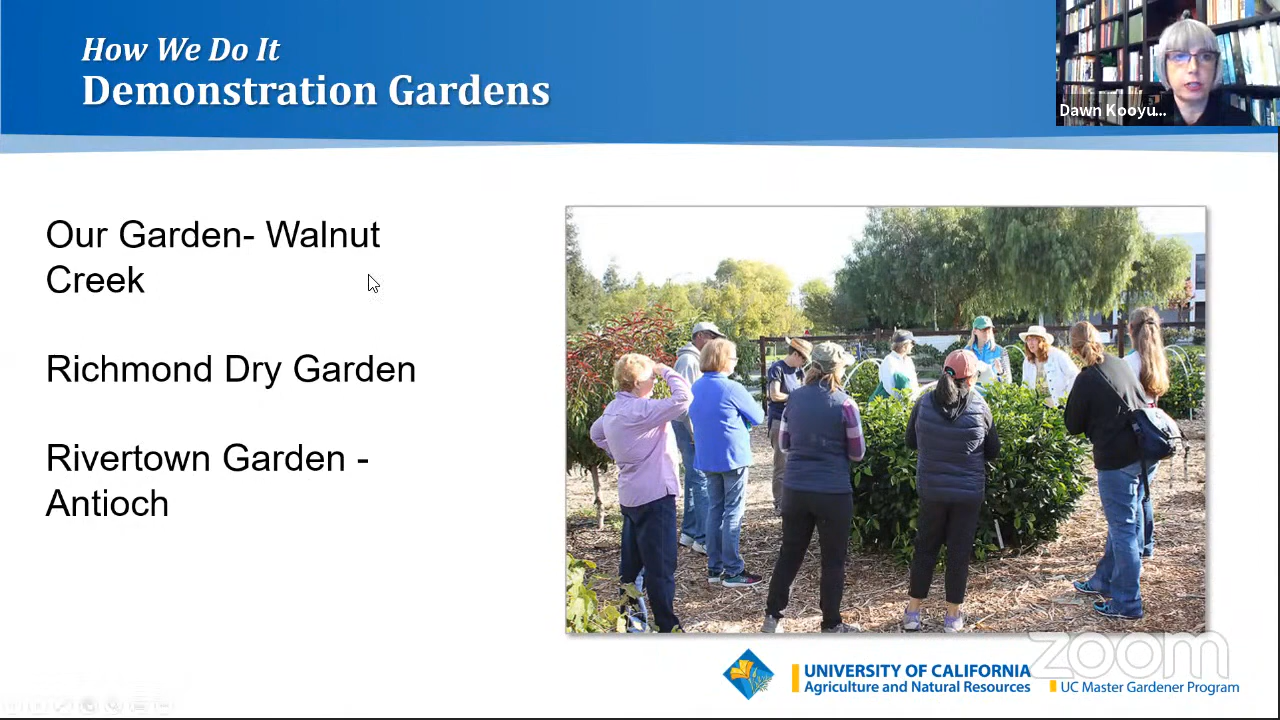 How We Do It
Demonstration Gardens
Dawn Kooyu...
Our Garden- Walnut
Creek
Richmond Dry Garden
Rivertown Garden -
Antioch
zoom
UNIVERSITY OF CALIFORNIA
Agriculture and Natural Resources
UC Master Gardener Program